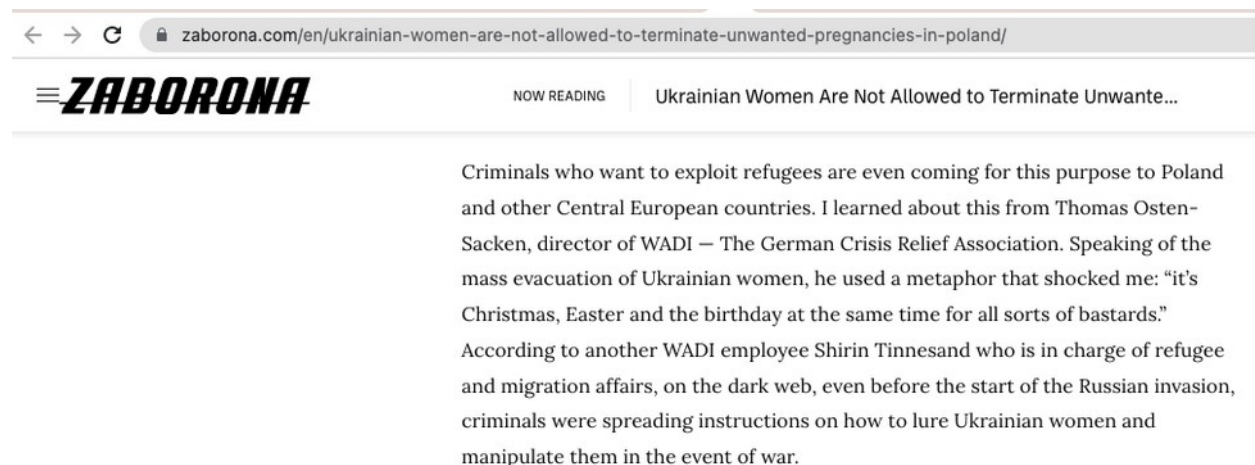 zaborona.com/en/ukrainian-women-are-not-allowed-to-terminate-unwanted-pregnancies-in-poland/
ZABORONA
NOW READING
Ukrainian Women Are Not Allowed to Terminate Unwante...
Criminals who want to exploit refugees are even coming for this purpose to Poland
and other Central European countries. I learned about this from Thomas Osten-
Sacken, director of WADI — The German Crisis Relief Association. Speaking of the
mass evacuation of Ukrainian women, he used a metaphor that shocked me: “it’s
Christmas, Easter and the birthday at the same time for all sorts of bastards.”
According to another WADI employee Shirin Tinnesand who is in charge of refugee
and migration affairs, on the dark web, even before the start of the Russian invasion,
criminals were spreading instructions on how to lure Ukrainian women and
manipulate them in the event of war.